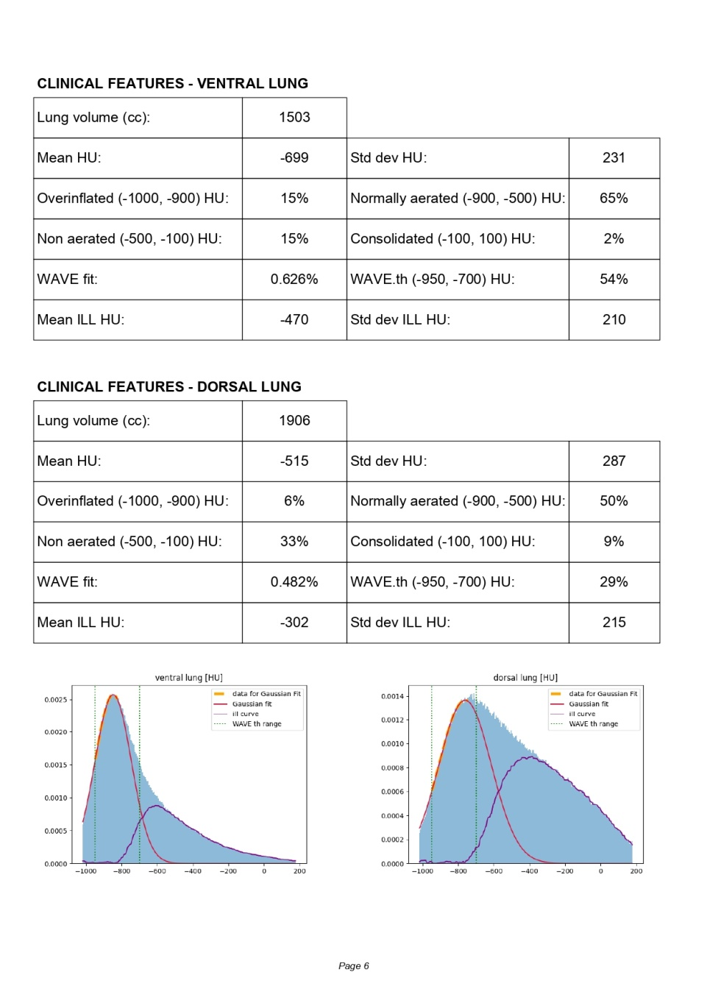 CLINICAL FEATURES - VENTRAL LUNG
Lung volume (cc): 1503
Mean HU: -699 Std dev HU: 231
Overinflated (-1000, -900) HU: 15% Normally aerated (-900, -500) HU: 65%
Non aerated (-500, -100) HU: 15% Consolidated (-100, 100) HU: 2%
WAVE fit: 0.626% WAVE.th (-950, -700) HU: 54%
Mean ILL HU: -470 Std dev ILL HU: 210
CLINICAL FEATURES - DORSAL LUNG
Lung volume (cc): 1906
Mean HU: -515 Std dev HU: 287
Overinflated (-1000, -900) HU: 6% Normally aerated (-900, -500) HU: 50%
Non aerated (-500, -100) HU: 33% Consolidated (-100, 100) HU: 9%
WAVE fit: 0.482% WAVE.th (-950, -700) HU: 29%
Mean ILL HU: -302 Std dev ILL HU: 215
ventral lung [HU]
data for Gaussian Fit
Gaussian fit
ill curve
WAVE th range
0.0025
0.0020
0.0015
0.0010
0.0005
0.0000
−1000 −800 −600 −400 −200 0 200
dorsal lung [HU]
data for Gaussian Fit
Gaussian fit
ill curve
WAVE th range
0.0014
0.0012
0.0010
0.0008
0.0006
0.0004
0.0002
0.0000
−1000 −800 −600 −400 −200 0 200
Page 6